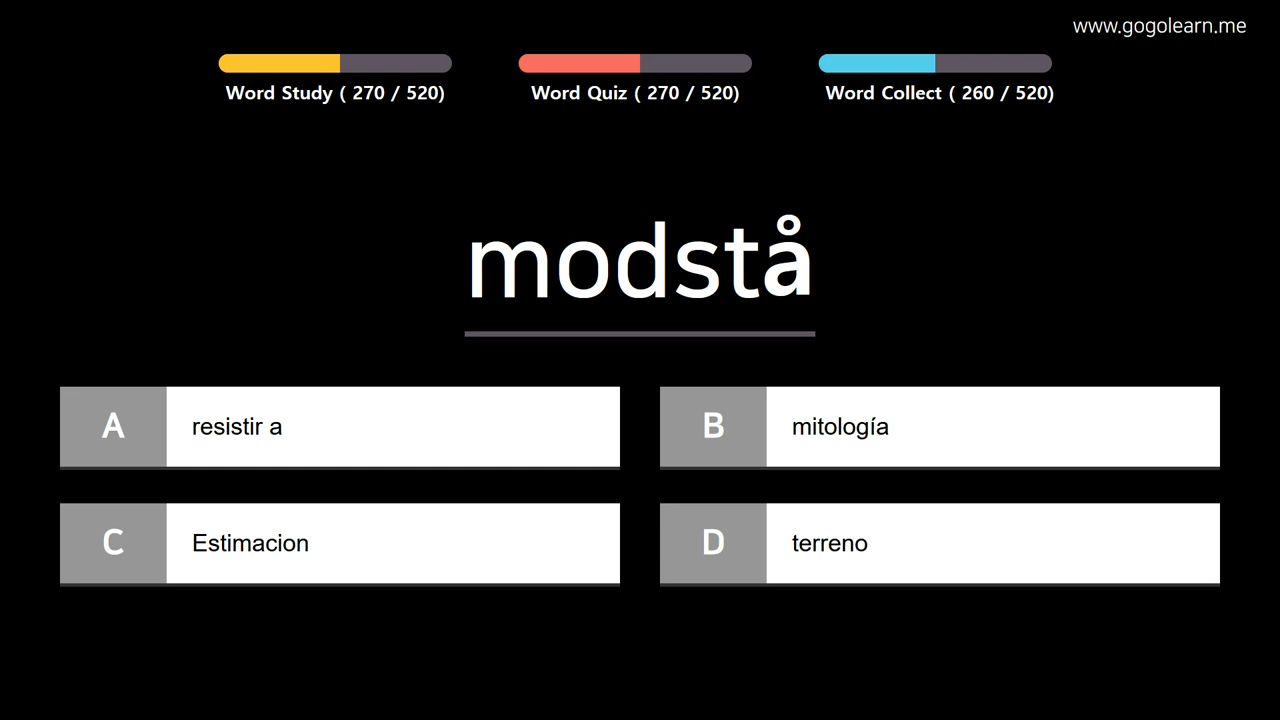 www.gogolearn.me
Word Study ( 270 / 520)
Word Quiz ( 270 / 520)
Word Collect ( 260 / 520)
modstå
A resistir a
B mitología
C Estimacion
D terreno